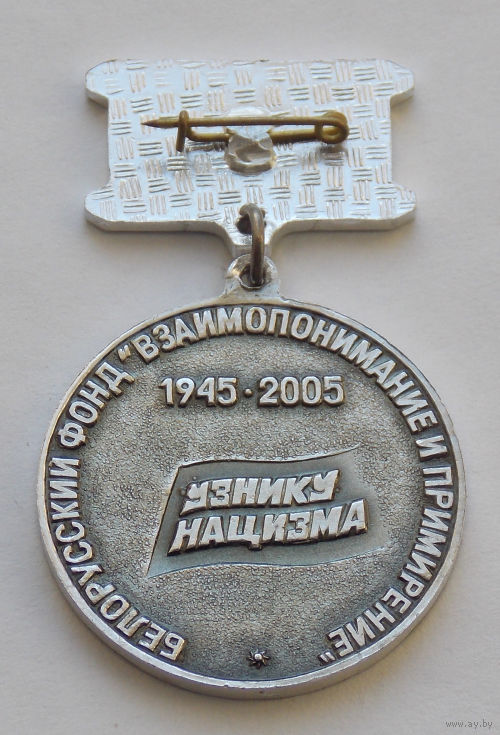 БЕЛОРУССКИЙ ФОНД "ВЗАИМОПОНИМАНИЕ И ПРИМИРЕНИЕ"
1945 · 2005
УЗНИКУ
НАЦИЗМА
www.ay.by